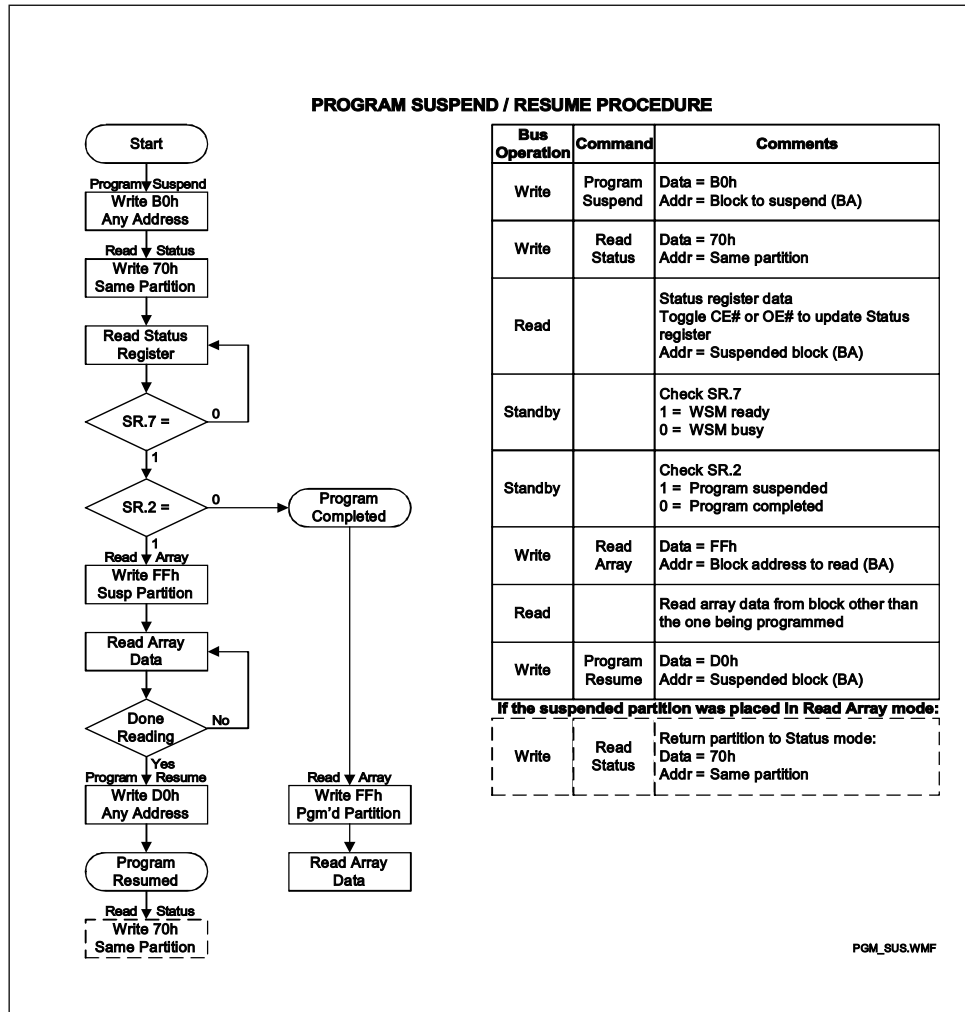 PROGRAM SUSPEND / RESUME PROCEDURE
Start
Program Suspend
Write B0h
Any Address
Read Status
Write 70h
Same Partition
Read Status
Register
SR.7 =
0
1
SR.2 =
0
1
Program
Completed
Read Array
Write FFh
Susp Partition
Read Array
Data
Done
Reading
No
Yes
Program Resume
Write D0h
Any Address
Read Array
Write FFh
Pgm'd Partition
Program
Resumed
Read Array
Data
Read Status
Write 70h
Same Partition
Bus
Operation
Command
Comments
Write
Program
Suspend
Data = B0h
Addr = Block to suspend (BA)
Write
Read
Status
Data = 70h
Addr = Same partition
Read
Status register data
Toggle CE# or OE# to update Status
register
Addr = Suspended block (BA)
Standby
Check SR.7
1 = WSM ready
0 = WSM busy
Standby
Check SR.2
1 = Program suspended
0 = Program completed
Write
Read
Array
Data = FFh
Addr = Block address to read (BA)
Read
Read array data from block other than
the one being programmed
Write
Program
Resume
Data = D0h
Addr = Suspended block (BA)
If the suspended partition was placed in Read Array mode:
Write
Read
Status
Return partition to Status mode:
Data = 70h
Addr = Same partition
PGM_SUS.WMF